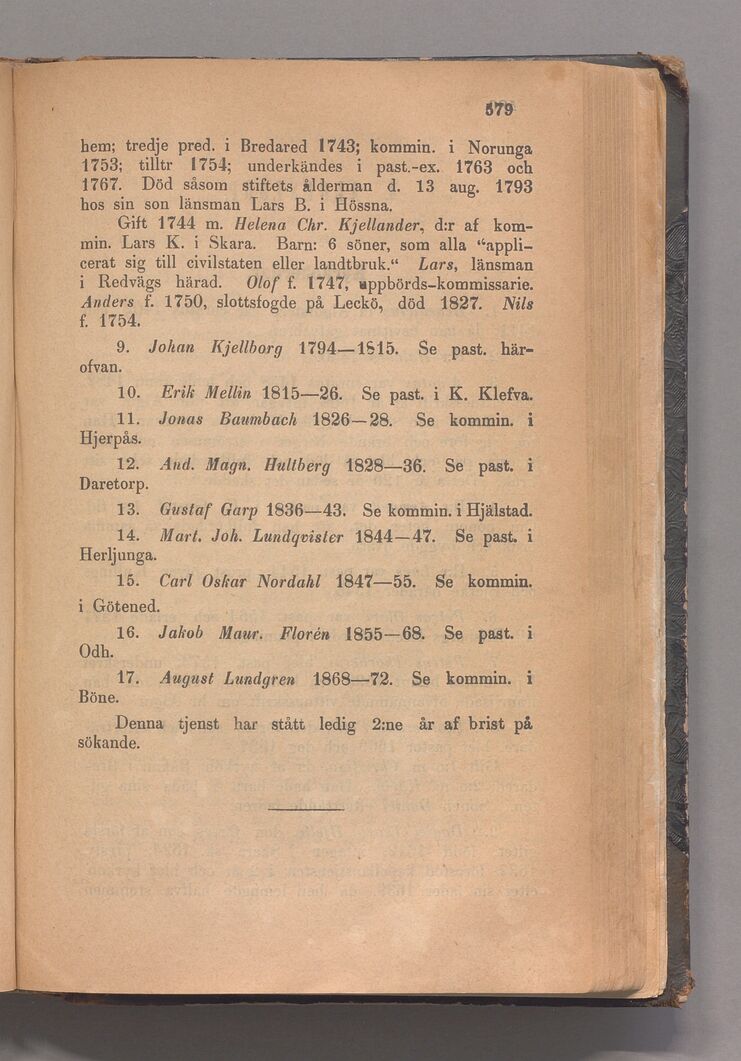 579
hem; tredje pred. i Bredared 1743; kommin. i Norunga
1753; tilltr 1754; underkändes i past.-ex. 1763 och
1767. Död såsom stiftets ålderman d. 13 aug. 1793
hos sin son länsman Lars B. i Hössna.
Gift 1744 m. Helena Chr. Kjellander, d:r af kom-
min. Lars K. i Skara. Barn: 6 söner, som alla “appli-
cerat sig till civilstaten eller landtbruk.“ Lars, länsman
i Redvägs härad. Olof f. 1747, uppbörds-kommissarie.
Anders f. 1750, slottsfogde på Leckö, död 1827. Nils
f. 1754.
9. Johan Kjellborg 1794—1815. Se past. här-
ofvan.
10. Erik Mellin 1815—26. Se past. i K. Klefva.
11. Jonas Baumbach 1826—28. Se kommin. i
Hjerpås.
12. And. Magn. Hultberg 1828—36. Se past. i
Daretorp.
13. Gustaf Garp 1836—43. Se kommin. i Hjälstad.
14. Mart. Joh. Lundqvister 1844—47. Se past. i
Herljunga.
15. Carl Oskar Nordahl 1847—55. Se kommin.
i Götened.
16. Jakob Maur. Florén 1855—68. Se past. i
Odh.
17. August Lundgren 1868—72. Se kommin. i
Böne.
Denna tjenst har stått ledig 2:ne år af brist på
sökande.